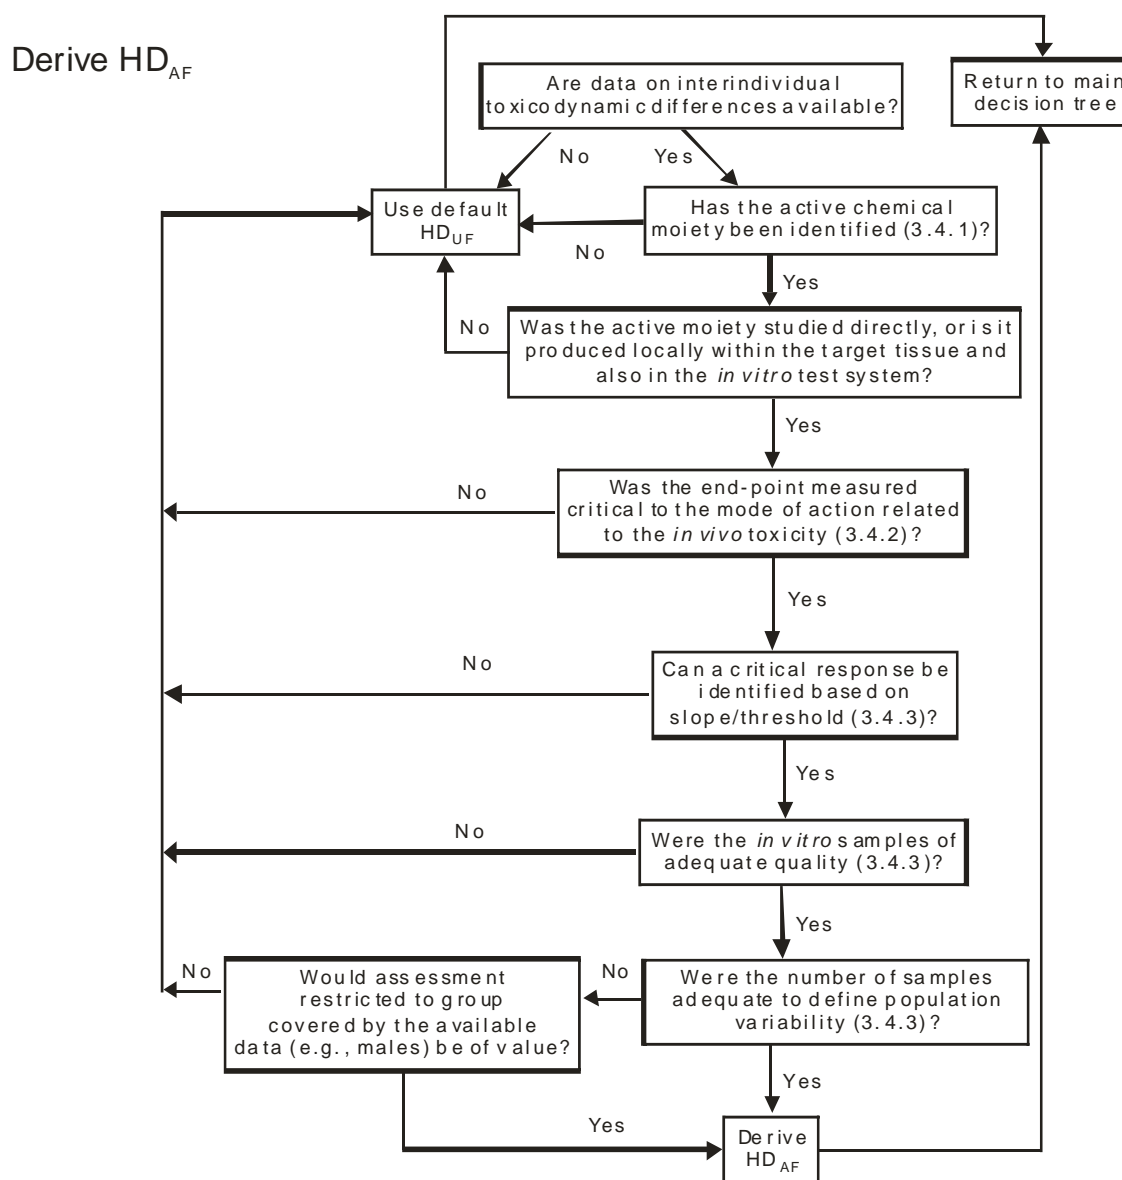 Derive HD_AF
Are data on interindividual
toxicodynamic differences available?
Return to main
decision tree
No
Yes
Use default
HD_UF
Has the active chemical
moiety been identified (3.4.1)?
No
Yes
No
Was the active moiety studied directly, or is it
produced locally within the target tissue and
also in the in vitro test system?
Yes
No
Was the end-point measured
critical to the mode of action related
to the in vivo toxicity (3.4.2)?
Yes
No
Can a critical response be
identified based on
slope/threshold (3.4.3)?
Yes
No
Were the in vitro samples of
adequate quality (3.4.3)?
Yes
No
Would assessment
restricted to group
covered by the available
data (e.g., males) be of value?
No
Were the number of samples
adequate to define population
variability (3.4.3)?
Yes
Yes
Derive
HD_AF